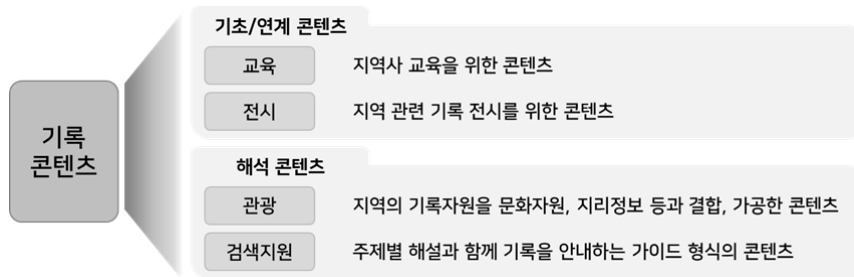 기록
콘텐츠
기초/연계 콘텐츠
교육 지역사 교육을 위한 콘텐츠
전시 지역 관련 기록 전시를 위한 콘텐츠
해석 콘텐츠
관광 지역의 기록자원을 문화자원, 지리정보 등과 결합, 가공한 콘텐츠
검색지원 주제별 해설과 함께 기록을 안내하는 가이드 형식의 콘텐츠